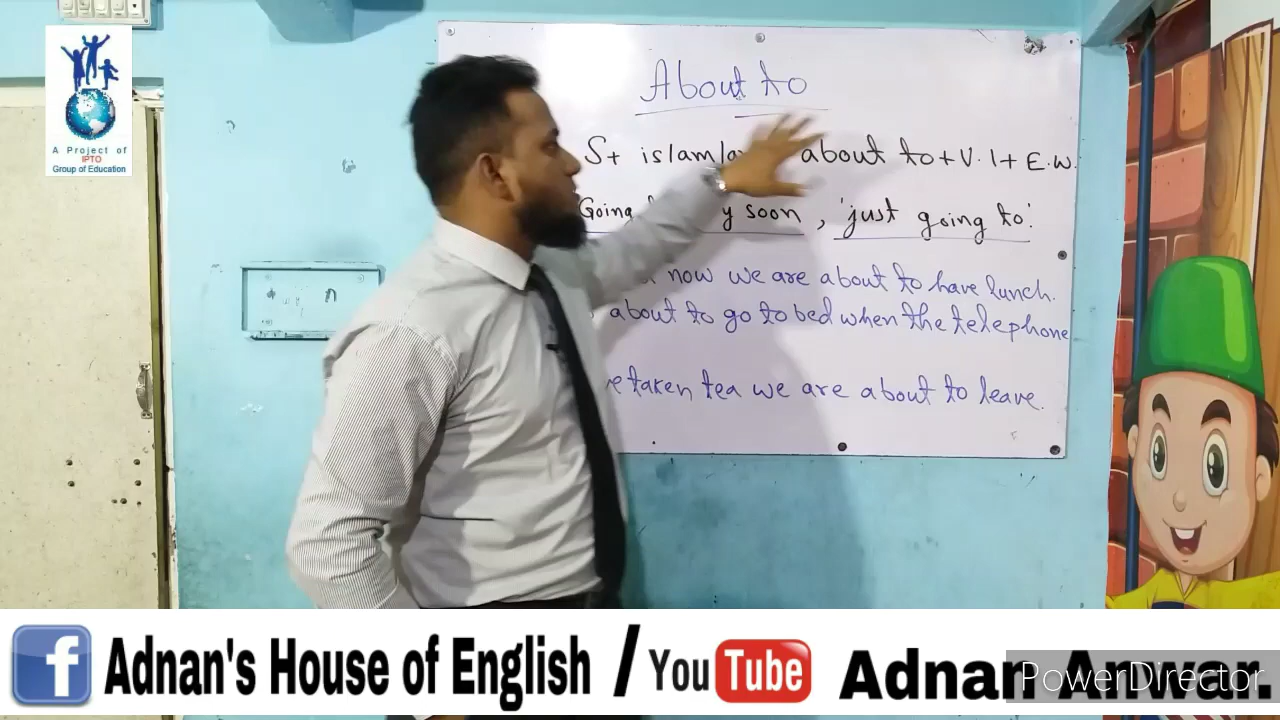 A Project of
IPTO
Group of Education
About to
S+ is/am/a about to + V.1 + E.W.
Going y soon, 'just going to'.
now we are about to have lunch.
about to go to bed when the telephone
taken tea we are about to leave.
f Adnan's House of English / YouTube Adnan Anwar.
PowerDirector